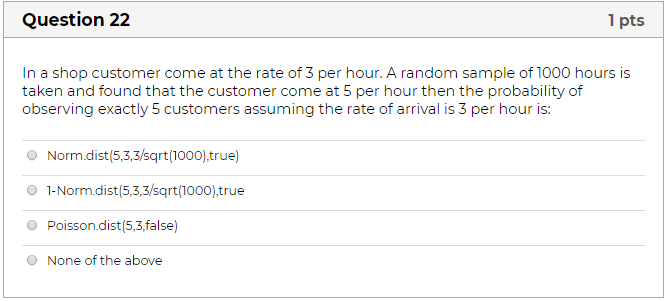 Question 22
1 pts
In a shop customer come at the rate of 3 per hour. A random sample of 1000 hours is
taken and found that the customer come at 5 per hour then the probability of
observing exactly 5 customers assuming the rate of arrival is 3 per hour is:
Norm.dist(5,3,3/sqrt(1000),true)
1-Norm.dist(5,3,3/sqrt(1000),true
Poisson.dist(5,3,false)
None of the above